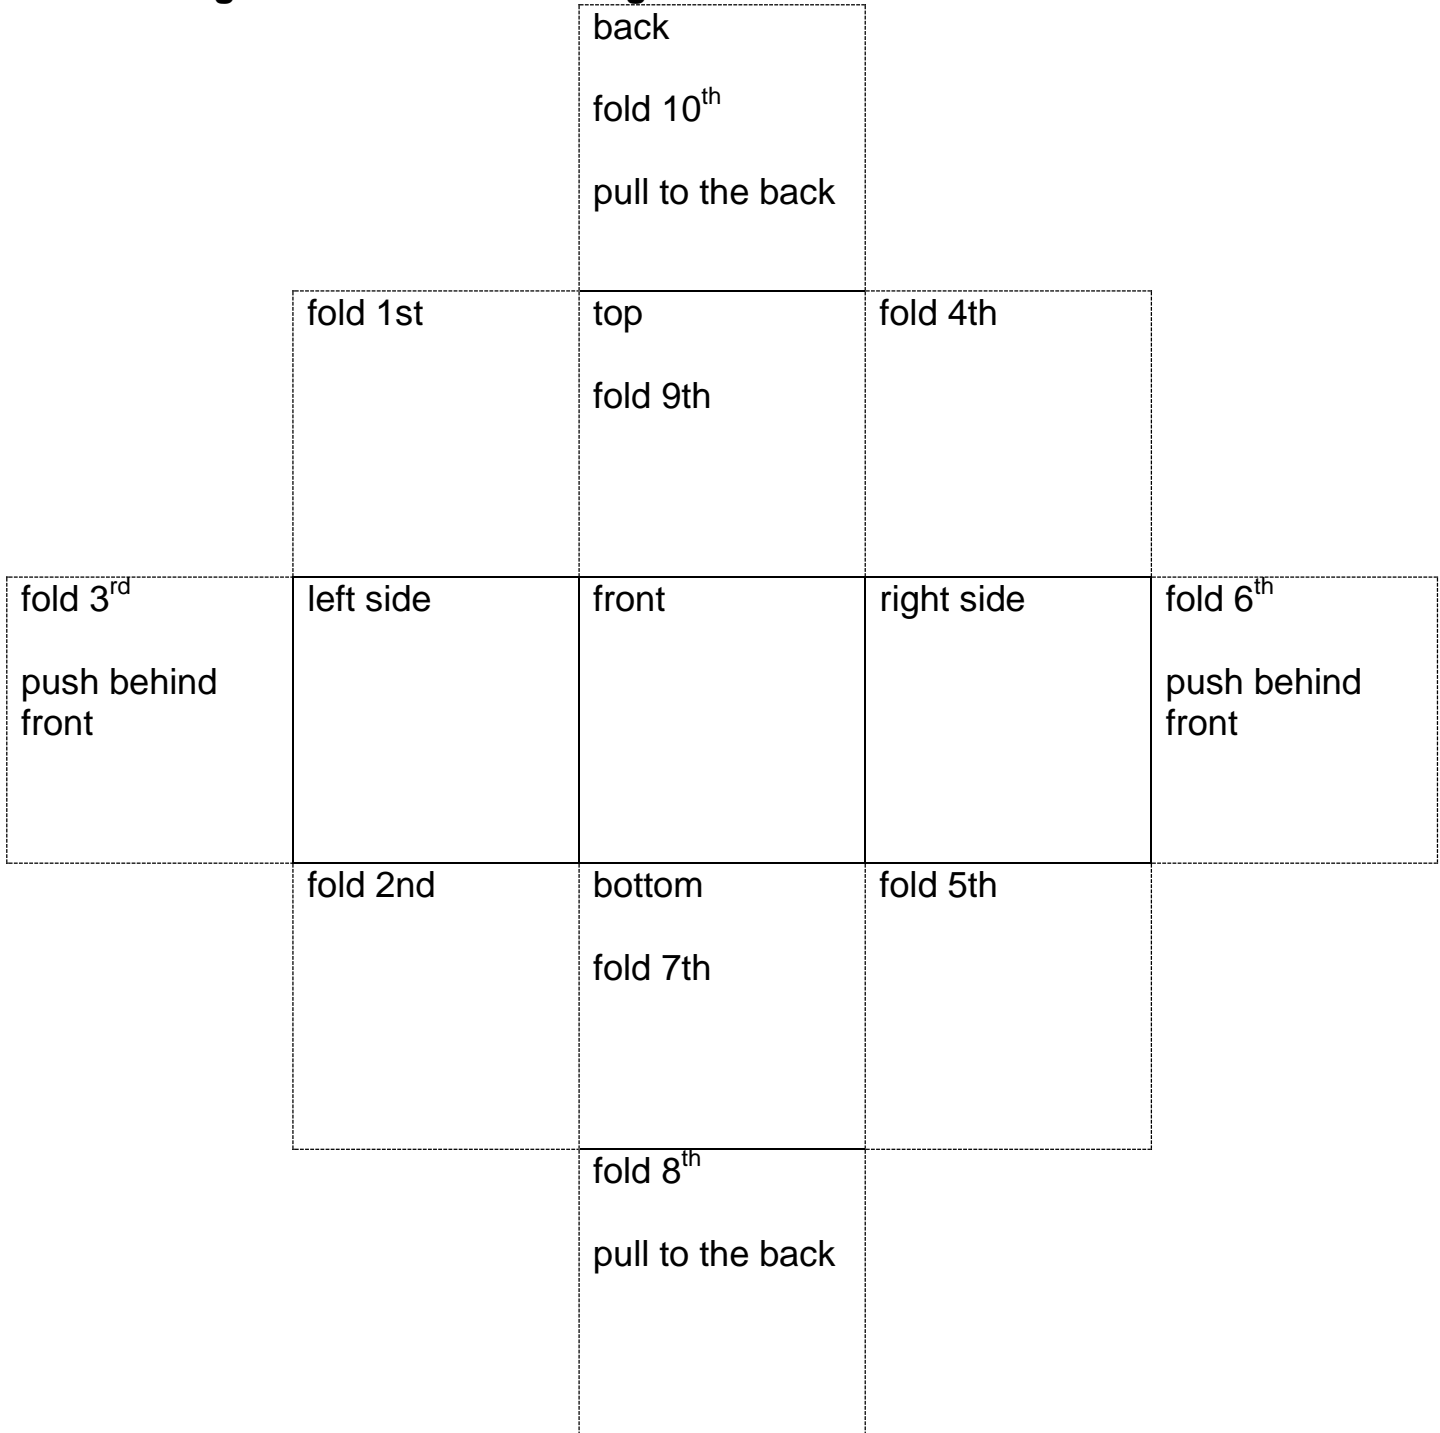 back
fold 10th
pull to the back
fold 1st
top
fold 4th
fold 9th
fold 3rd
left side
front
right side
fold 6th
push behind
push behind
front
front
fold 2nd
bottom
fold 5th
fold 7th
fold 8th
pull to the back